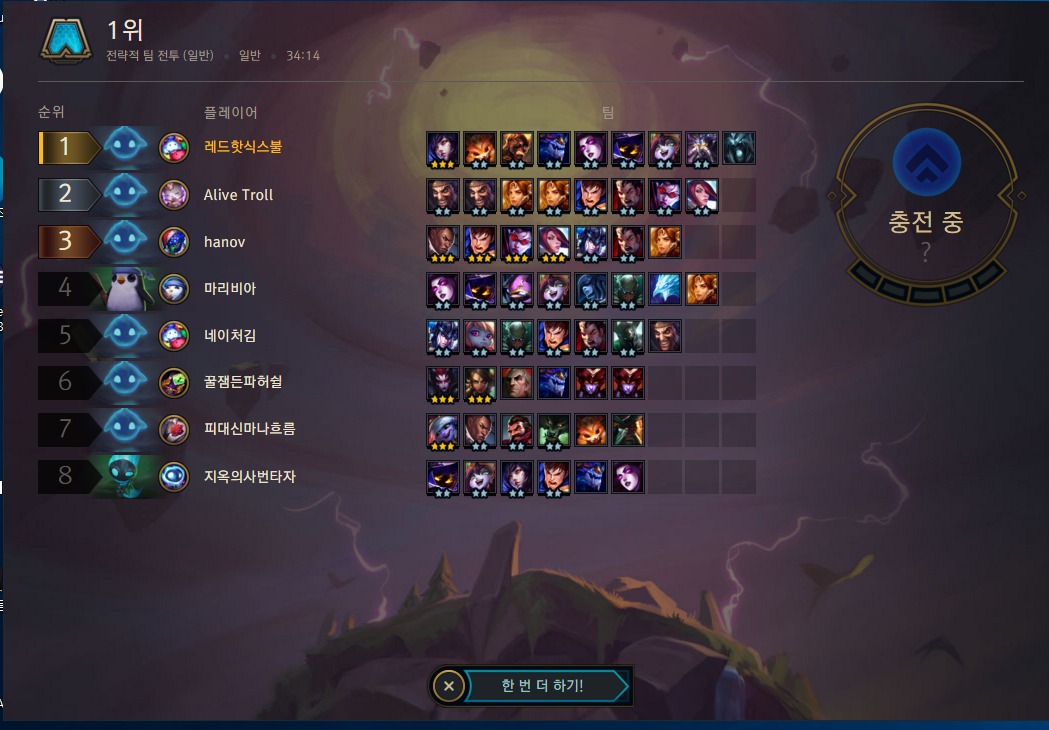 1위
전략적 팀 전투 (일반) • 일반 • 34:14
순위 플레이어 팀
1 레드핫식스불
2 Alive Troll
3 hanov
4 마리비아
5 네이처김
6 꿀잼든파허쉴
7 피대신마나흐름
8 지옥의사번타자
충전 중
?
한 번 더 하기!